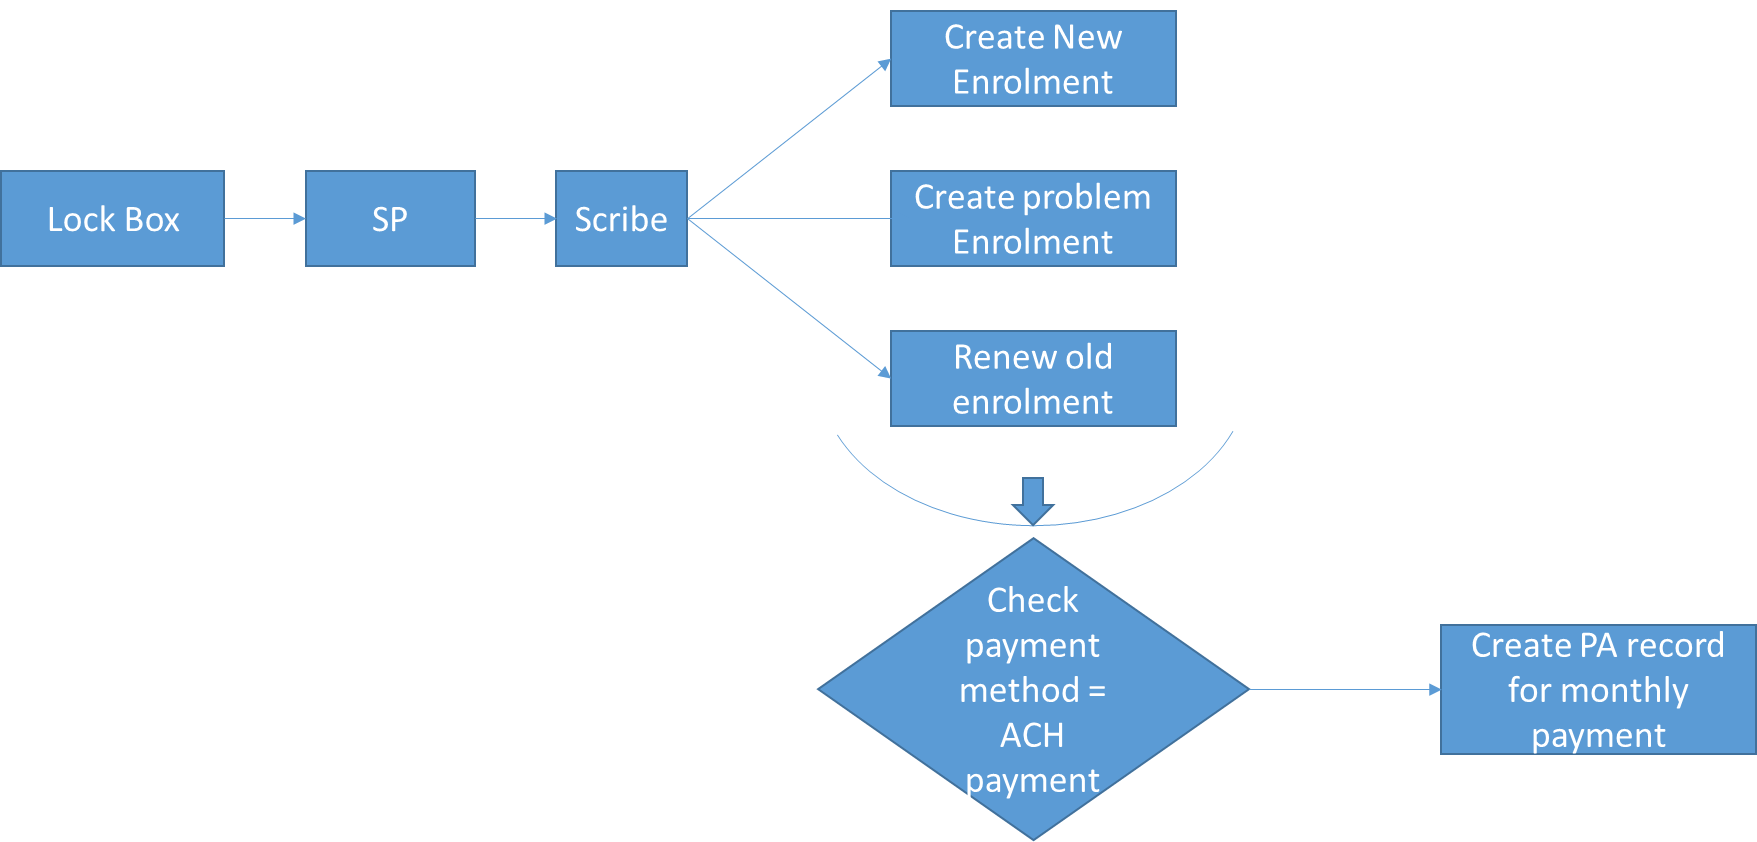 Create New
Enrolment
Lock Box
SP
Scribe
Create problem
Enrolment
Renew old
enrolment
Check
payment
method =
ACH
payment
Create PA record
for monthly
payment